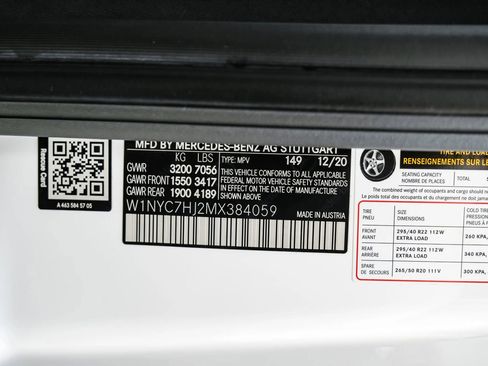 Rescue Card
A 463 584 57 05
MFD BY MERCEDES-BENZ AG STUTTGART
KG LBS TYPE: MPV 149 12/20
GVWR 3200 7056
GAWR FRONT 1550 3417
GAWR REAR 1900 4189
THIS VEHICLE CONFORMS TO ALL APPLICABLE
FEDERAL MOTOR VEHICLE SAFETY STANDARDS
IN EFFECT ON THE DATE OF MANUFACTURE
SHOWN ABOVE.
W1NYC7HJ2MX384059
MADE IN AUSTRIA
TIRE AND
RENSEIGNEMENTS SUR LE
SEATING CAPACITY TOTAL
NOMBRE DE PLACES
The combined weight of occupants and cargo should
Le poids total des occupants et du chargement ne doit jamais
TIRE SIZE COLD TIRE
PNEU DIMENSIONS PNEUS À
FRONT 295/40 R22 112W 260 KPA,
AVANT EXTRA LOAD
REAR 295/40 R22 112W 340 KPA,
ARRIÈRE EXTRA LOAD
SPARE 265/50 R20 111V 300 KPA,
DE SECOURS